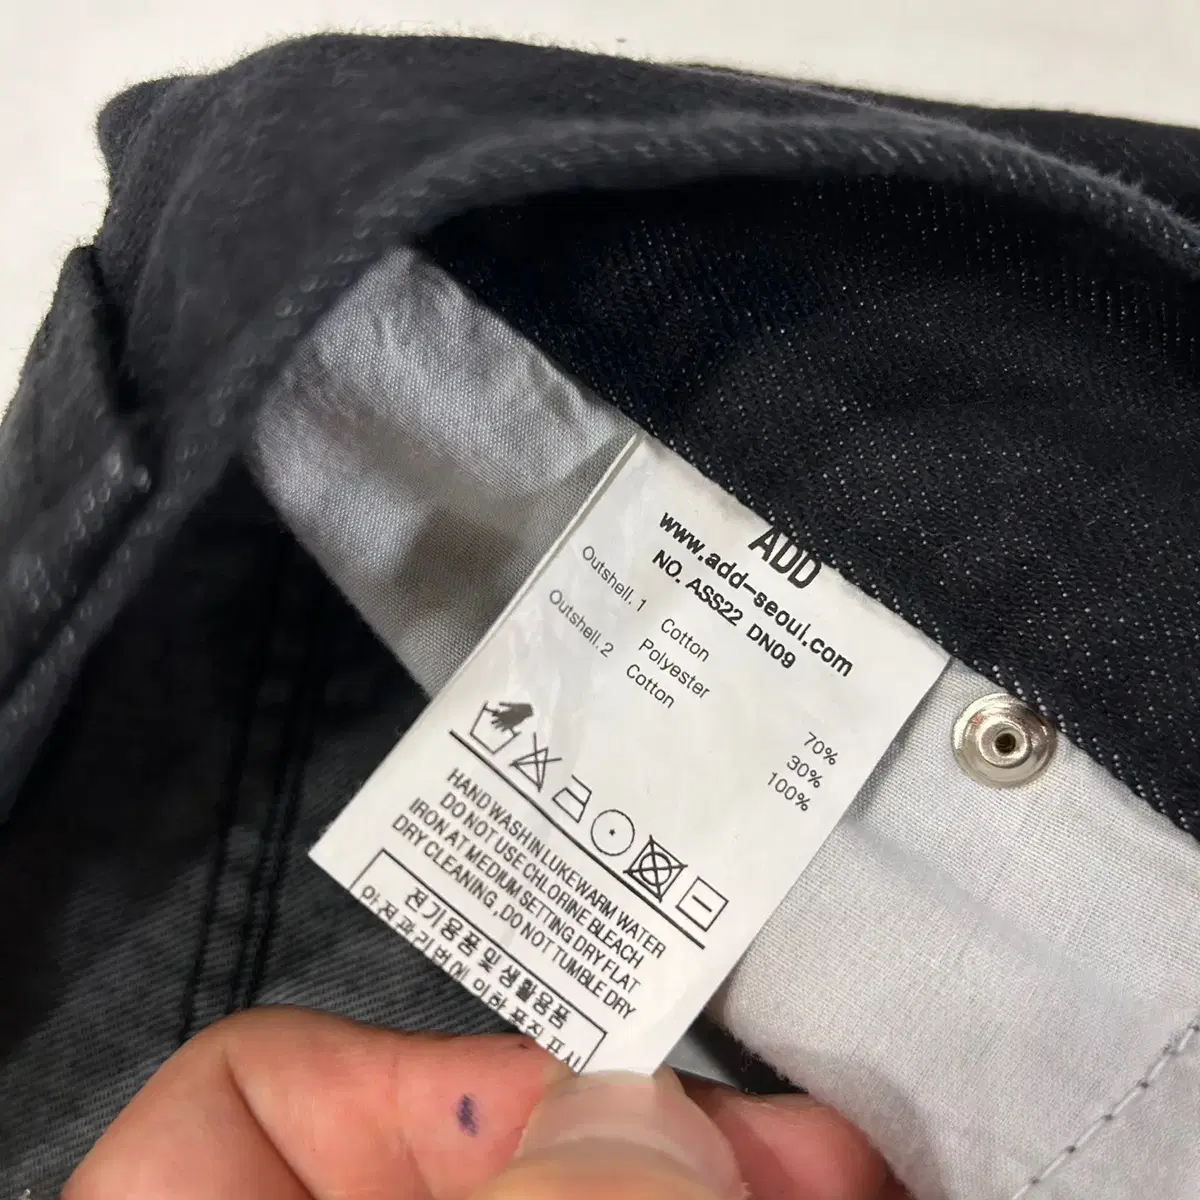 ADD
www.add-seoul.com
NO. ASS22 DN09
Outshell. 1 Cotton 70%
Polyester 30%
Outshell. 2 Cotton 100%
HAND WASH IN LUKEWARM WATER
DO NOT USE CHLORINE BLEACH
IRON AT MEDIUM SETTING DRY FLAT
DRY CLEANING , DO NOT TUMBLE DRY
전기용품 및 생활용품
안전관리법에 의한 품질표시